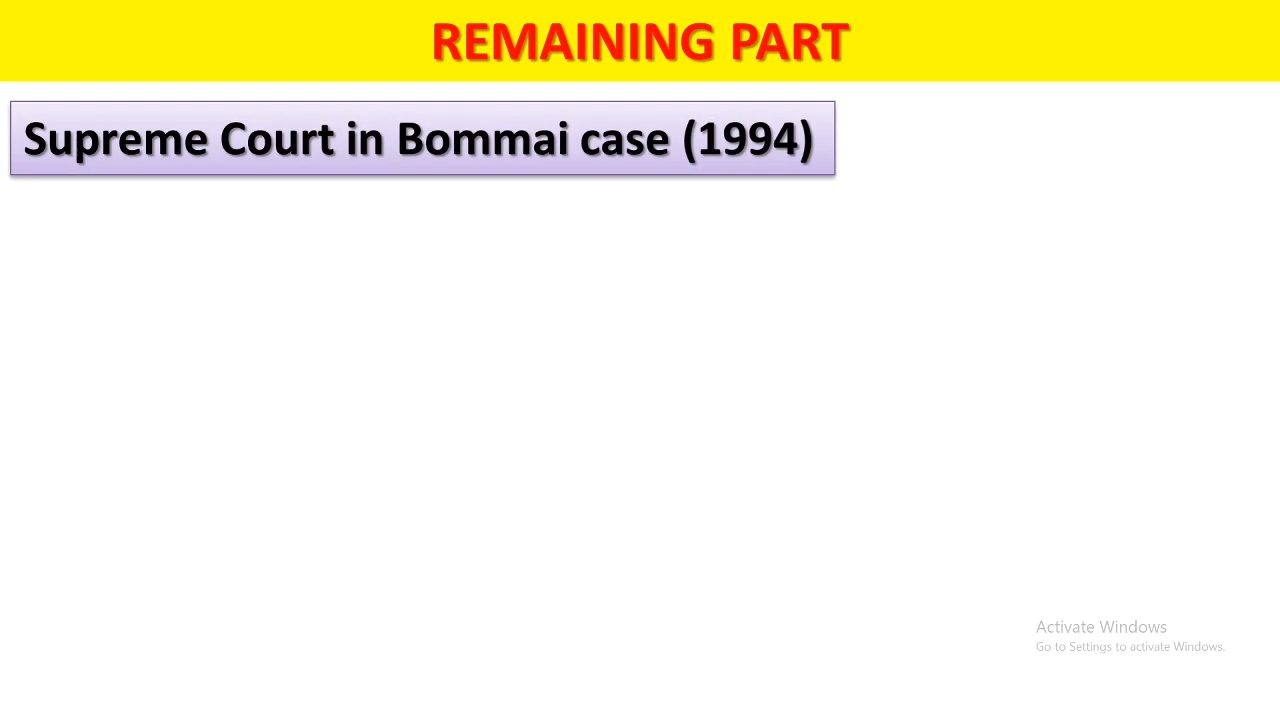 REMAINING PART
Supreme Court in Bommai case (1994)
Activate Windows
Go to Settings to activate Windows.